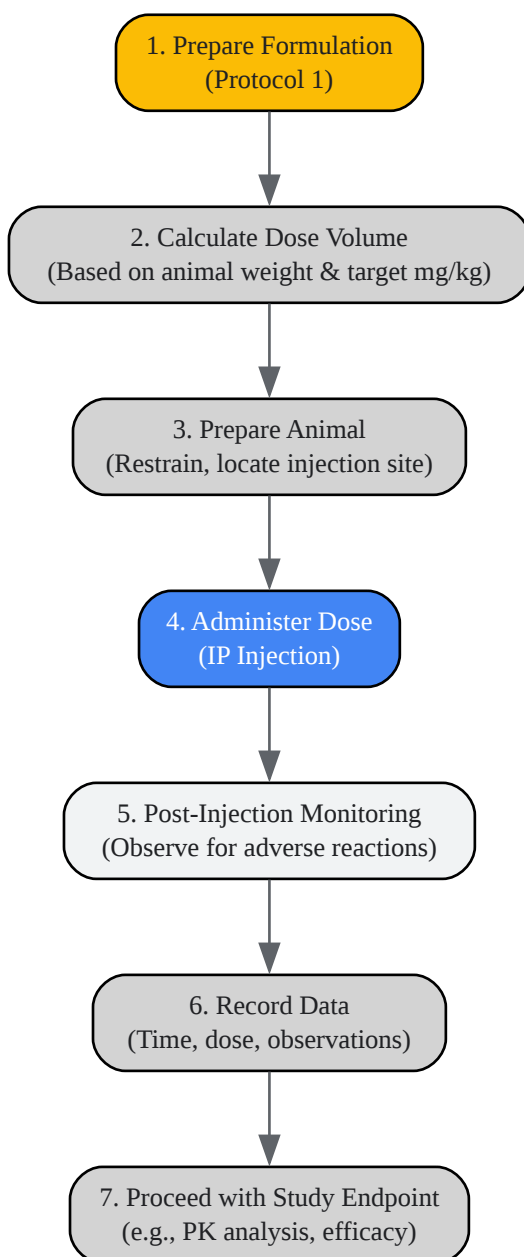 1. Prepare Formulation
(Protocol 1)
2. Calculate Dose Volume
(Based on animal weight & target mg/kg)
3. Prepare Animal
(Restrain, locate injection site)
4. Administer Dose
(IP Injection)
5. Post-Injection Monitoring
(Observe for adverse reactions)
6. Record Data
(Time, dose, observations)
7. Proceed with Study Endpoint
(e.g., PK analysis, efficacy)